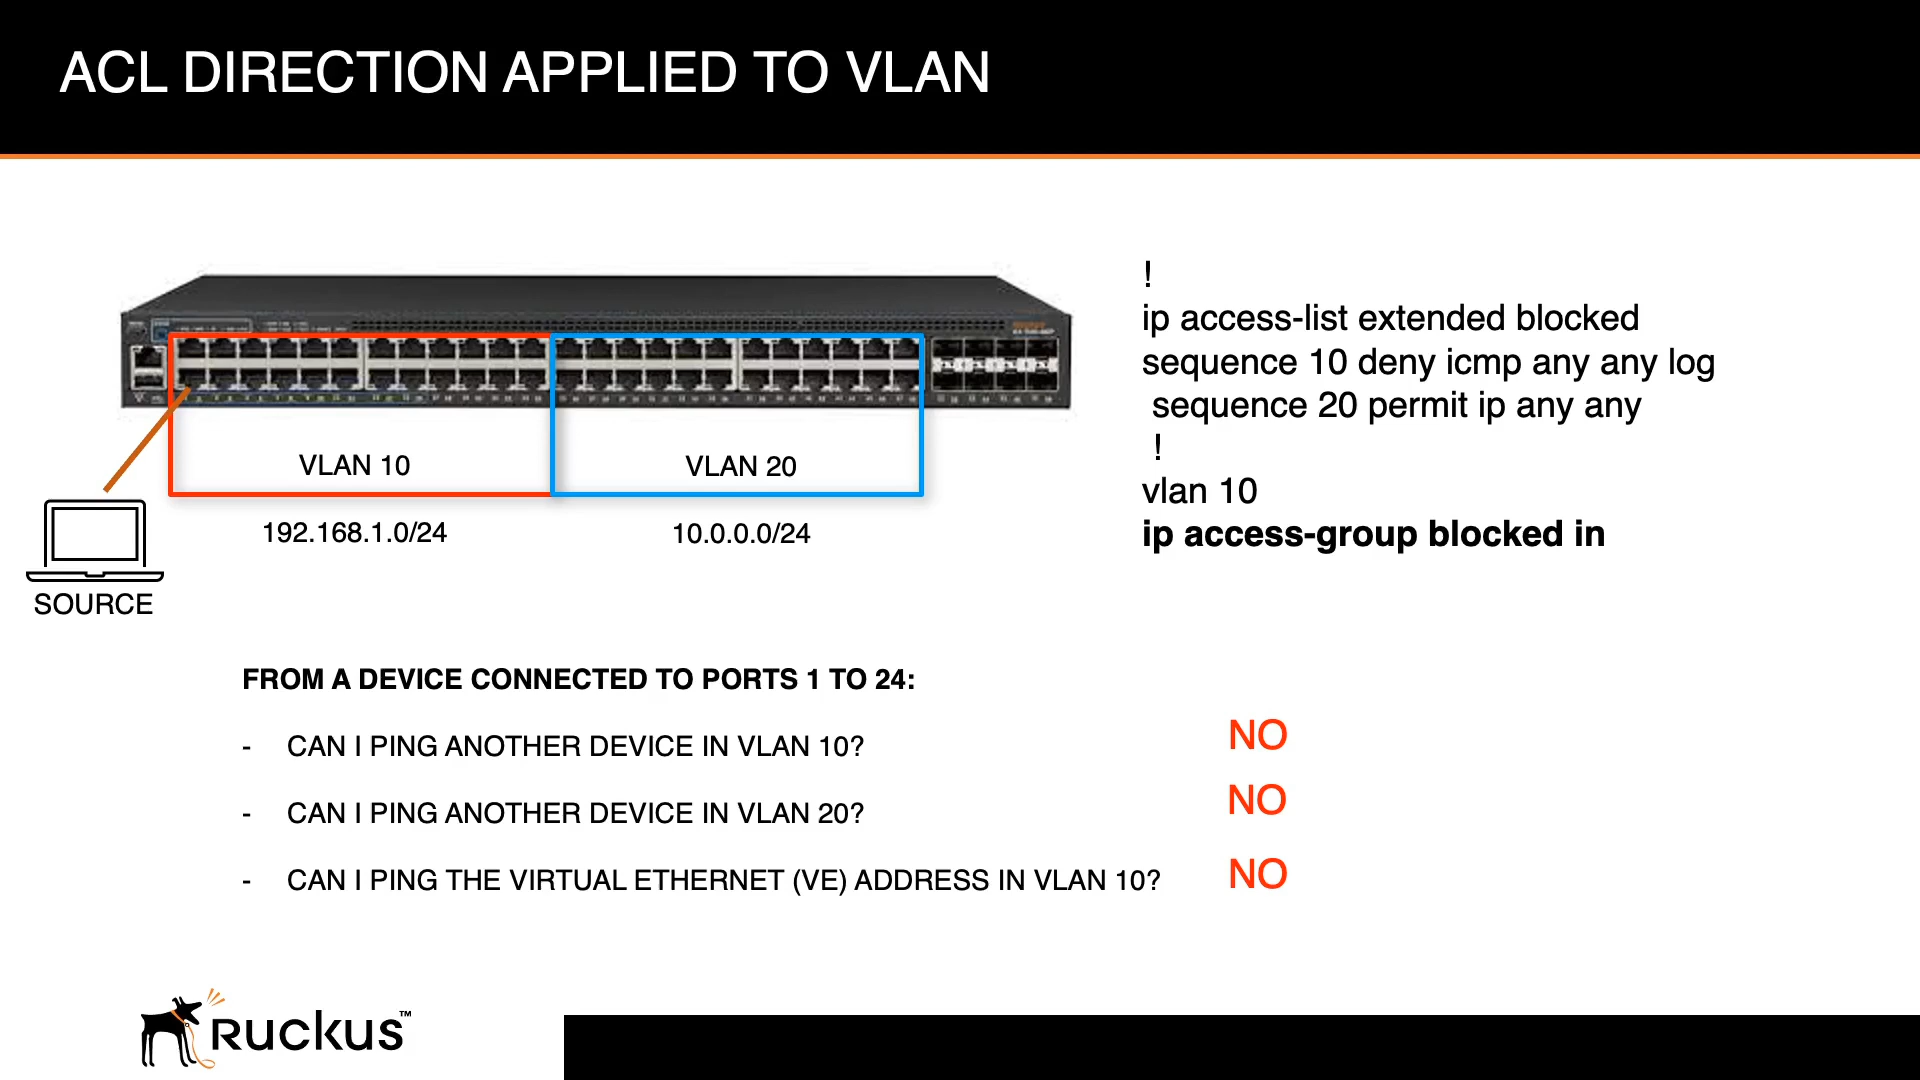 ACL DIRECTION APPLIED TO VLAN
!
ip access-list extended blocked
sequence 10 deny icmp any any log
sequence 20 permit ip any any
!
vlan 10
ip access-group blocked in
VLAN 10
VLAN 20
192.168.1.0/24
10.0.0.0/24
SOURCE
FROM A DEVICE CONNECTED TO PORTS 1 TO 24:
- CAN I PING ANOTHER DEVICE IN VLAN 10? NO
- CAN I PING ANOTHER DEVICE IN VLAN 20? NO
- CAN I PING THE VIRTUAL ETHERNET (VE) ADDRESS IN VLAN 10? NO
RUCKUS™